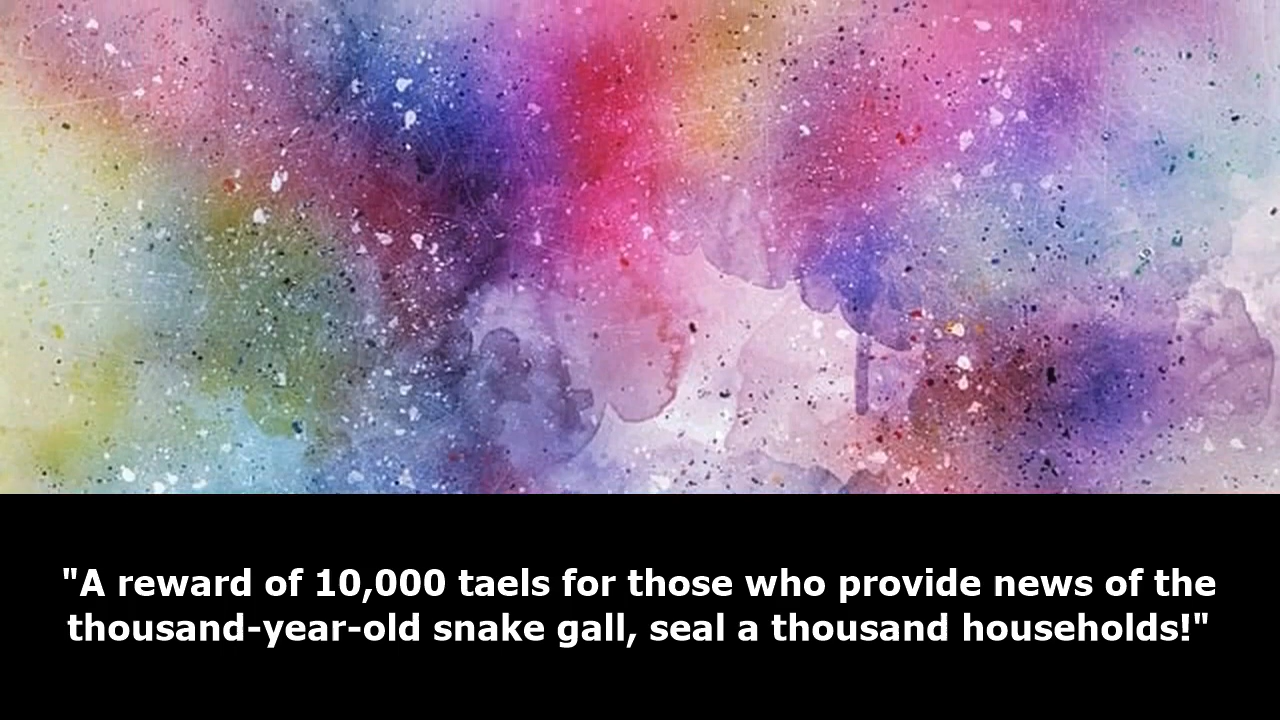 "A reward of 10,000 taels for those who provide news of the
thousand-year-old snake gall, seal a thousand households!"